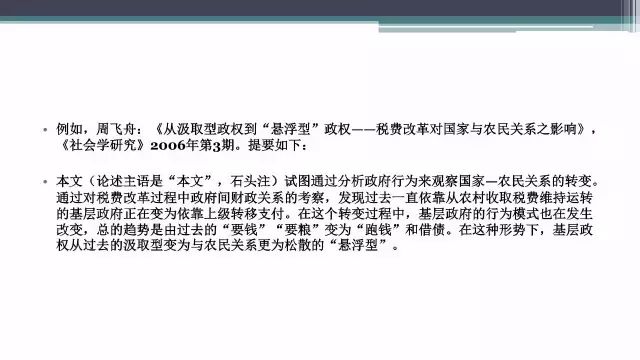 例如，周飞舟：《从汲取型政权到“悬浮型”政权——税费改革对国家与农民关系之影响》，
《社会学研究》2006年第3期。提要如下：
本文（论述主语是“本文”，石头注）试图通过分析政府行为来观察国家—农民关系的转变。
通过对税费改革过程中政府间财政关系的考察，发现过去一直依靠从农村收取税费维持运转
的基层政府正在变为依靠上级转移支付。在这个转变过程中，基层政府的行为模式也在发生
改变，总的趋势是由过去的“要钱”“要粮”变为“跑钱”和借债。在这种形势下，基层政
权从过去的汲取型变为与农民关系更为松散的“悬浮型”。